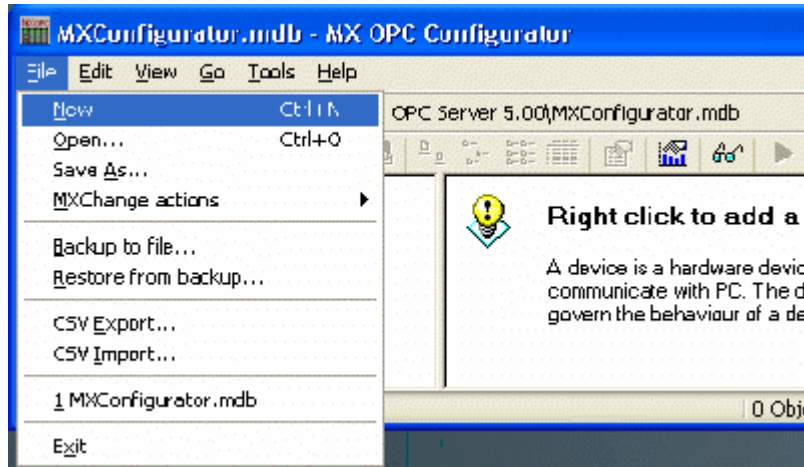 MXConfigurator.mdb - MX OPC Configurator
File Edit View Go Tools Help
New Ctrl+N
OPC Server 5.00\MXConfigurator.mdb
Open... Ctrl+O
Save As...
MXChange actions
Right click to add a
Backup to file...
A device is a hardware devic
Restore from backup...
communicate with PC. The d
govern the behaviour of a de
CSV Export...
CSV Import...
1 MXConfigurator.mdb
0 Obj
Exit